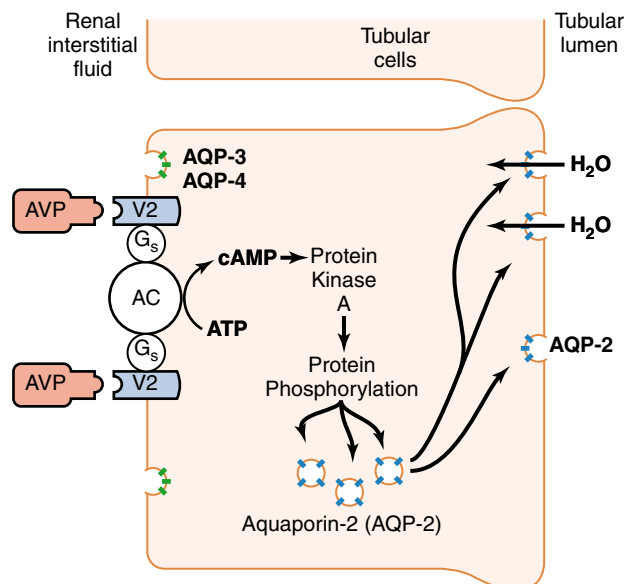 Renal
interstitial
fluid
Tubular
cells
Tubular
lumen
AQP-3
AQP-4
H₂O
AVP
V2
Gₛ
H₂O
cAMP
Protein
Kinase
A
AC
ATP
Gₛ
AQP-2
AVP
V2
Protein
Phosphorylation
Aquaporin-2 (AQP-2)